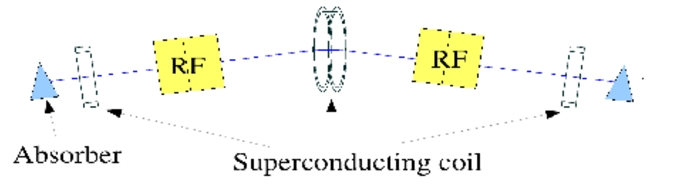 RF
RF
Absorber
Superconducting coil